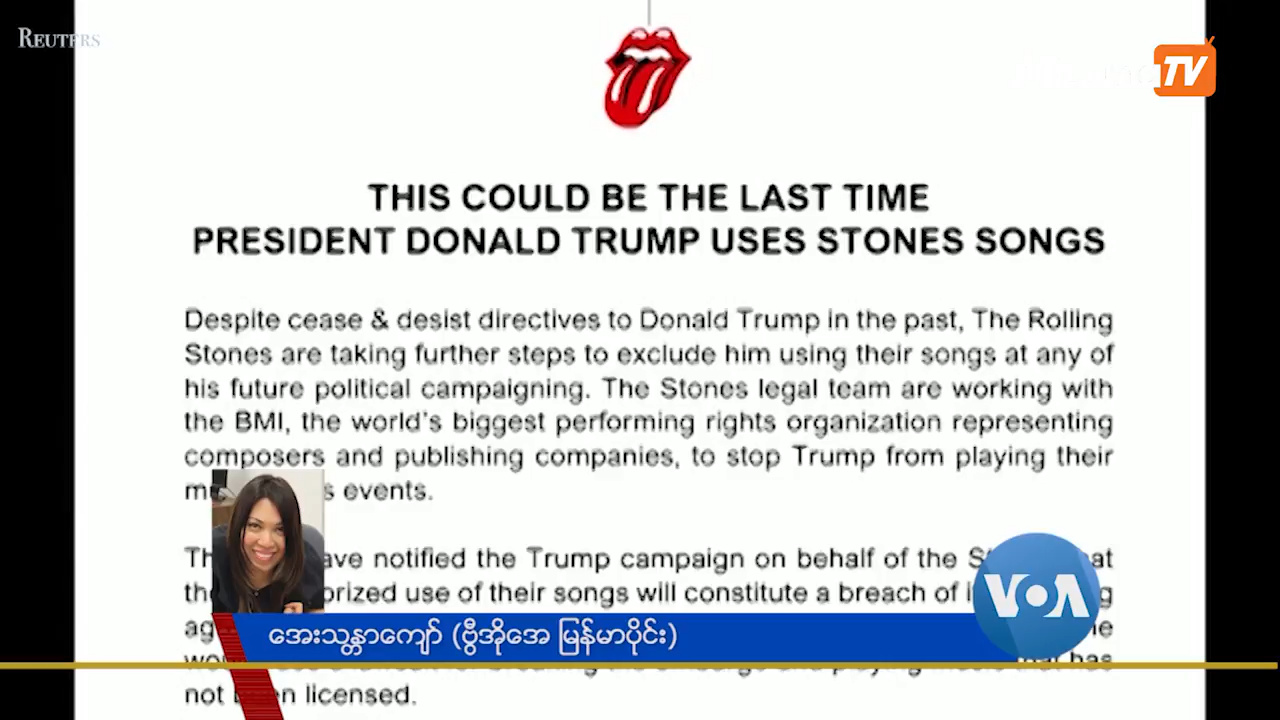 REUTERS
TV
THIS COULD BE THE LAST TIME
PRESIDENT DONALD TRUMP USES STONES SONGS
Despite cease & desist directives to Donald Trump in the past, The Rolling
Stones are taking further steps to exclude him using their songs at any of
his future political campaigning. The Stones legal team are working with
the BMI, the world's biggest performing rights organization representing
composers and publishing companies, to stop Trump from playing their
events.
have notified the Trump campaign on behalf of the
use of their songs will constitute a breach of
VOA
အေးသန္တာကျော် (ဗွီအိုအေ မြန်မာပိုင်း)
has
not licensed.